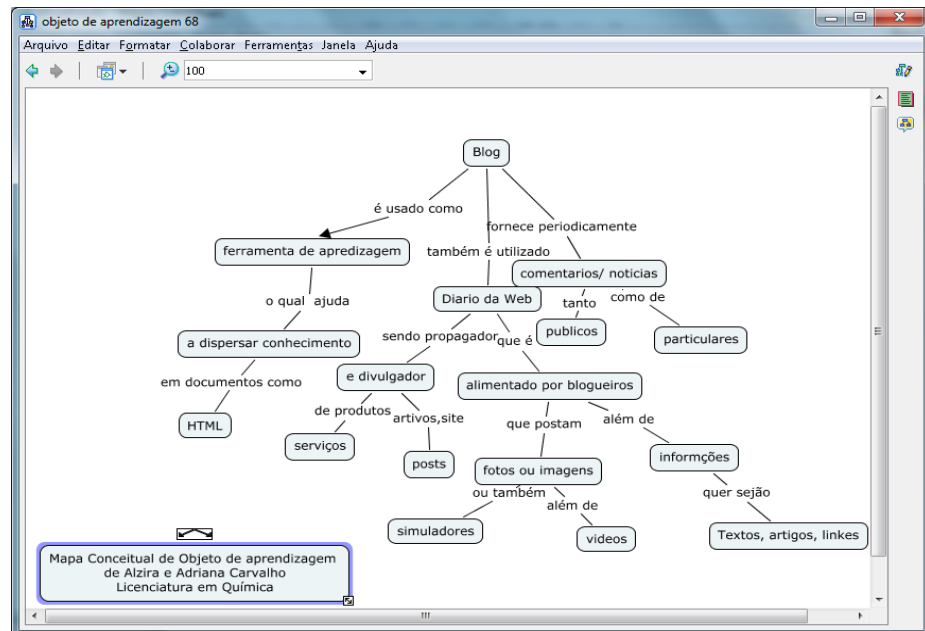 objeto de aprendizagem 68
Arquivo Editar Formatar Colaborar Ferramentas Janela Ajuda
100
Blog
é usado como
fornece periodicamente
ferramenta de apredizagem
também é utilizado
comentarios/ noticias
o qual ajuda
Diario da Web
tanto
como de
publicos
particulares
a dispersar conhecimento
sendo propagador
que é
em documentos como
e divulgador
alimentado por blogueiros
HTML
de produtos
artivos,site
que postam
além de
serviços
posts
fotos ou imagens
informções
ou também
além de
quer sejão
simuladores
videos
Textos, artigos, linkes
Mapa Conceitual de Objeto de aprendizagem
de Alzira e Adriana Carvalho
Licenciatura em Química